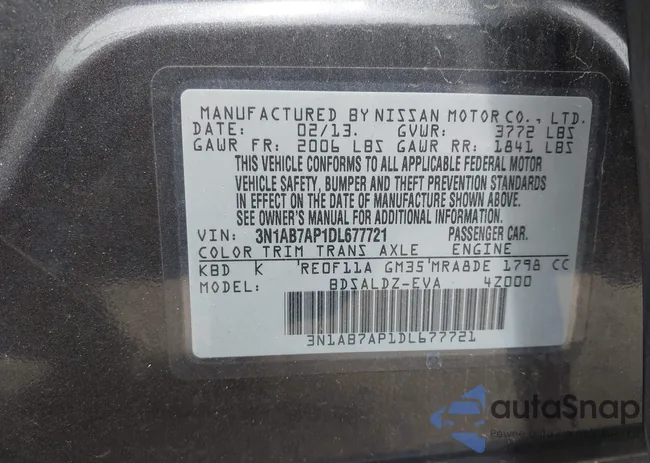 MANUFACTURED BY NISSAN MOTOR CO., LTD.
DATE: 02/13. GVWR: 3772 LBS
GAWR FR: 2006 LBS GAWR RR: 1841 LBS
THIS VEHICLE CONFORMS TO ALL APPLICABLE FEDERAL MOTOR
VEHICLE SAFETY, BUMPER AND THEFT PREVENTION STANDARDS
IN EFFECT ON THE DATE OF MANUFACTURE SHOWN ABOVE.
SEE OWNER'S MANUAL FOR ADDITIONAL INFORMATION.
VIN: 3N1AB7AP1DL677721 PASSENGER CAR.
COLOR TRIM TRANS AXLE ENGINE
KBD K RE0F11A GM35 MRA8DE 1798 CC
MODEL: BDSALDZ-EVA 4Z000
3N1AB7AP1DL677721
autoSnap